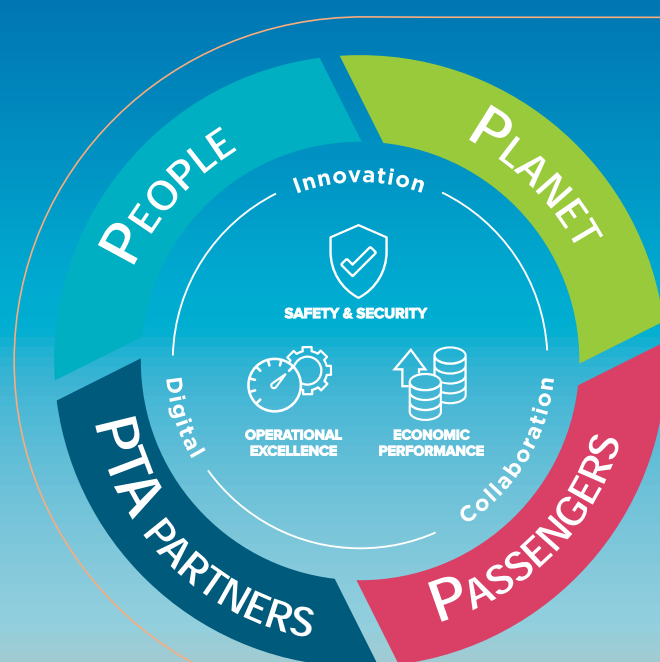 PEOPLE
PLANET
PASSENGERS
PTA PARTNERS
Innovation
Collaboration
Digital
SAFETY & SECURITY
OPERATIONAL
EXCELLENCE
ECONOMIC
PERFORMANCE